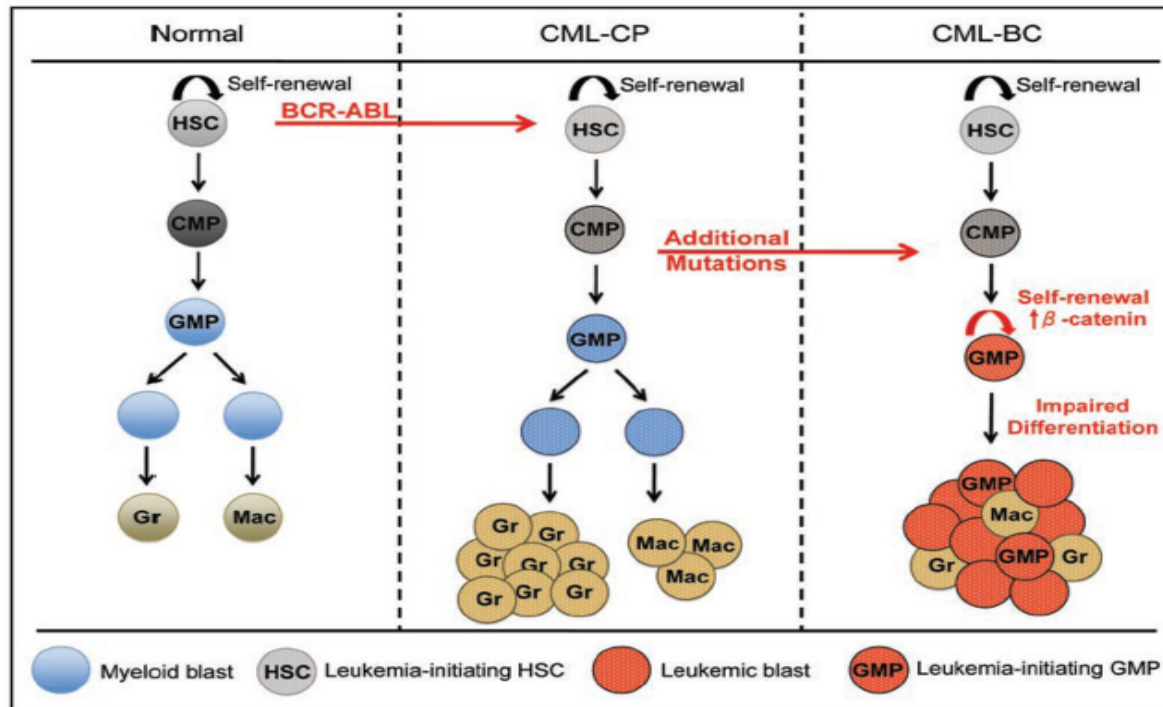 Normal
CML-CP
CML-BC
Self-renewal
HSC
CMP
GMP
Gr
Mac
BCR-ABL
Self-renewal
HSC
CMP
GMP
Gr
Gr
Gr
Gr
Gr
Gr
Gr
Gr
Mac
Mac
Mac
Additional
Mutations
Self-renewal
HSC
CMP
Self-renewal
↑β-catenin
GMP
Impaired
Differentiation
GMP
Mac
GMP
Gr
Gr
Myeloid blast
HSC
Leukemia-initiating HSC
Leukemic blast
GMP
Leukemia-initiating GMP